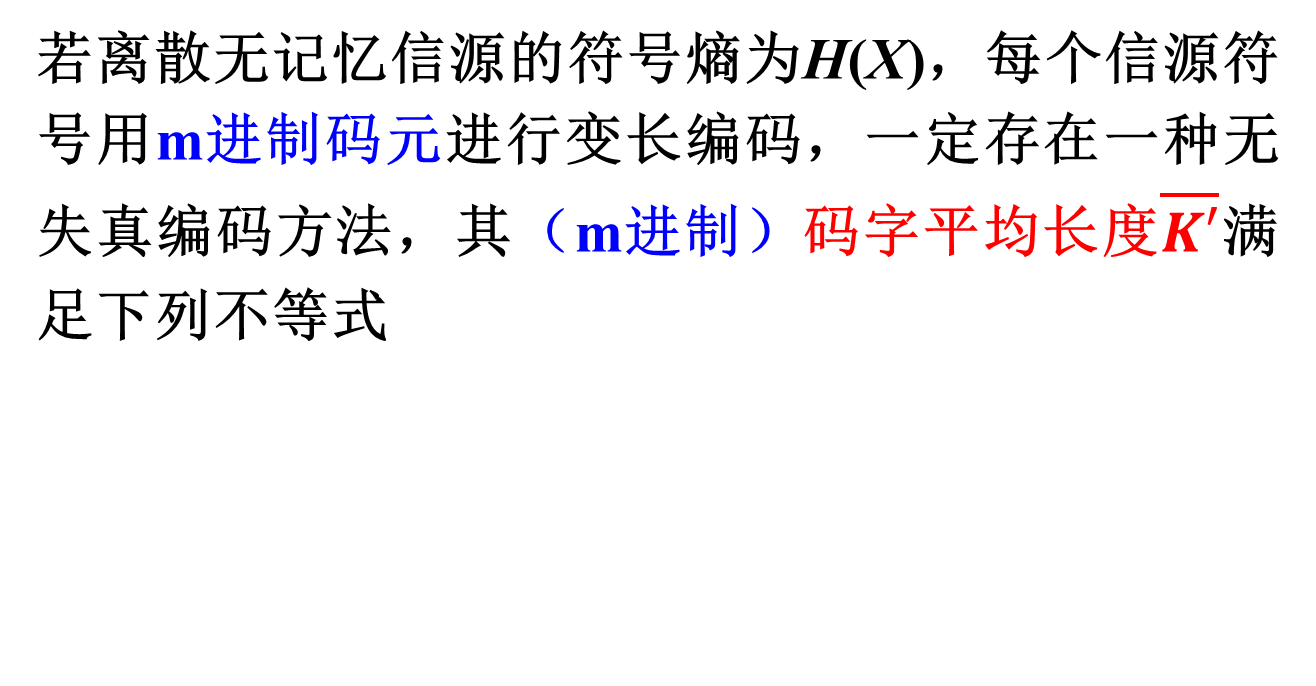 若离散无记忆信源的符号熵为H(X)，每个信源符
号用m进制码元进行变长编码，一定存在一种无
失真编码方法，其（m进制）码字平均长度K̅′满
足下列不等式